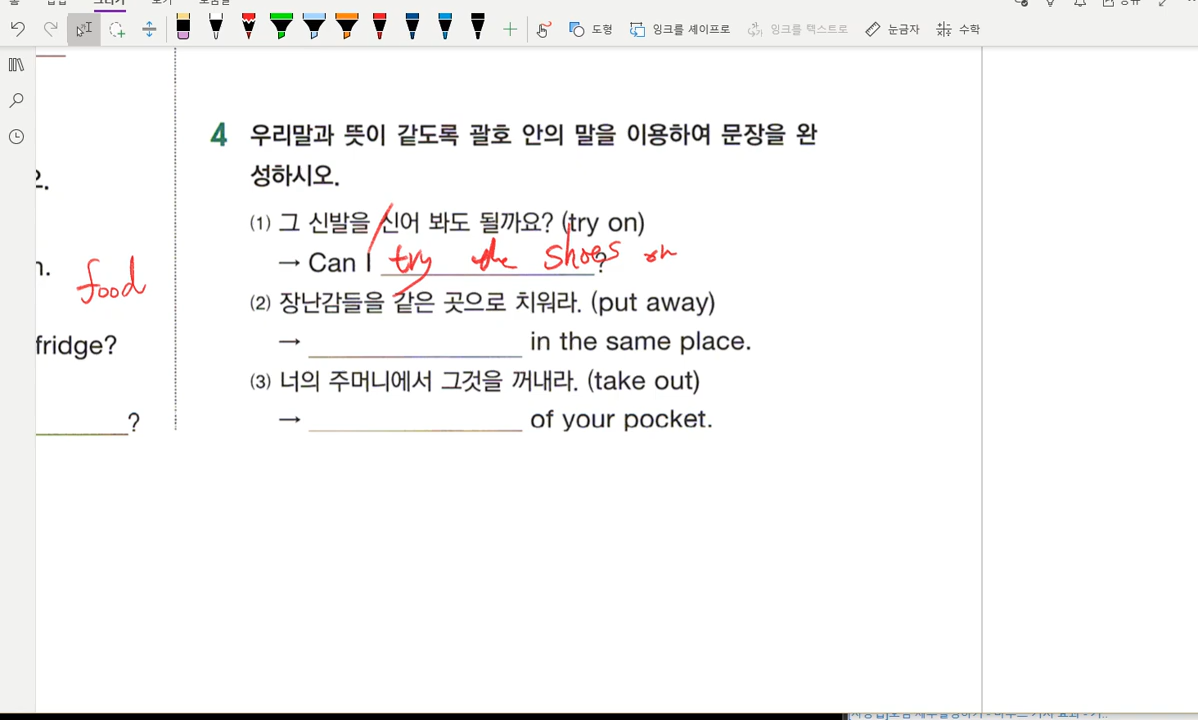 도형
잉크를 셰이프로
잉크를 텍스트로
눈금자
수학
4 우리말과 뜻이 같도록 괄호 안의 말을 이용하여 문장을 완
성하시오.
(1) 그 신발을 신어 봐도 될까요? (try on)
→ Can I try the shoes on ?
(2) 장난감들을 같은 곳으로 치워라. (put away)
→ in the same place.
(3) 너의 주머니에서 그것을 꺼내라. (take out)
→ of your pocket.
food
fridge?
?